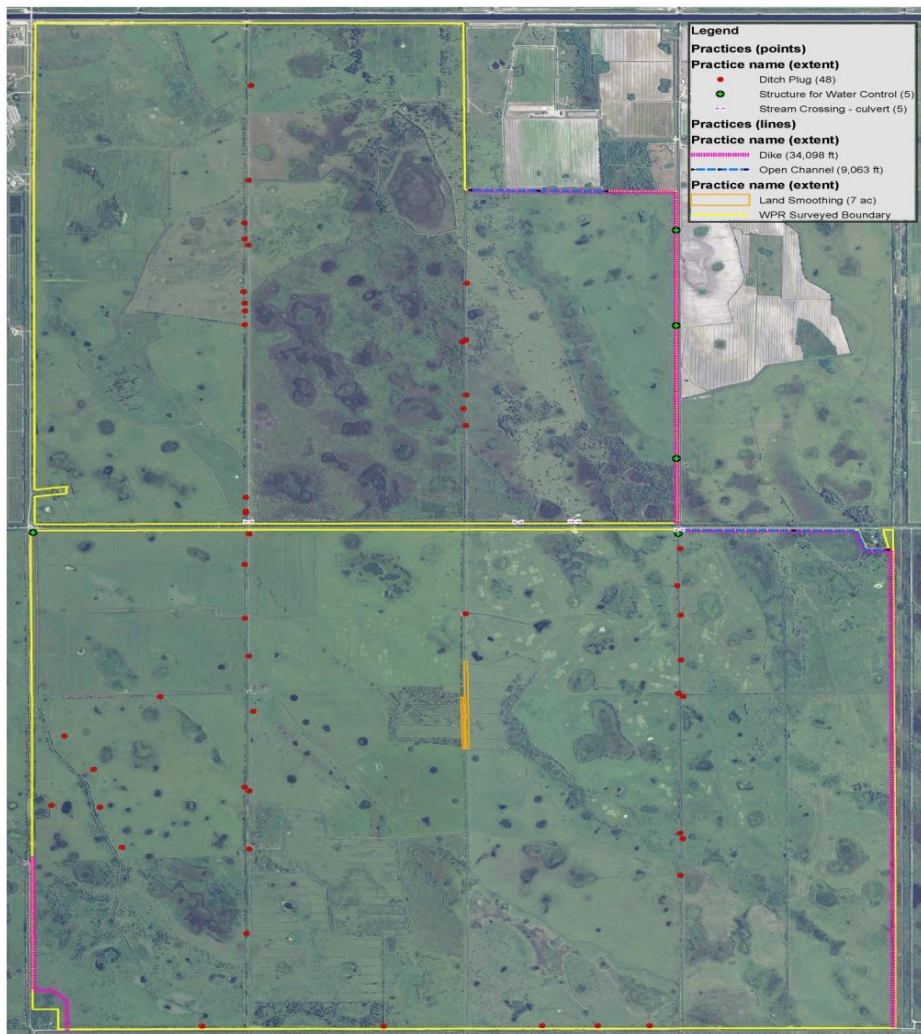 Legend
Practices (points)
Practice name (extent)
Ditch Plug (48)
Structure for Water Control (5)
Stream Crossing - culvert (5)
Practices (lines)
Practice name (extent)
Dike (34,098 ft)
Open Channel (9,063 ft)
Practice name (extent)
Land Smoothing (7 ac)
WPR Surveyed Boundary